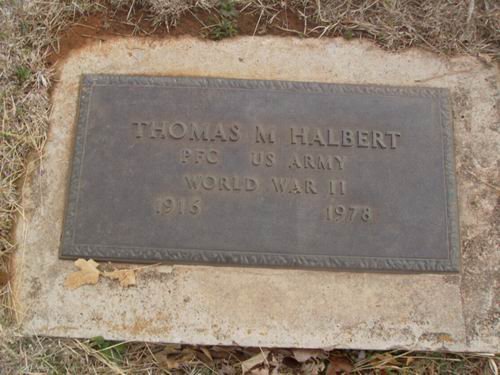 THOMAS M HALBERT
PFC US ARMY
WORLD WAR II
1916 1978